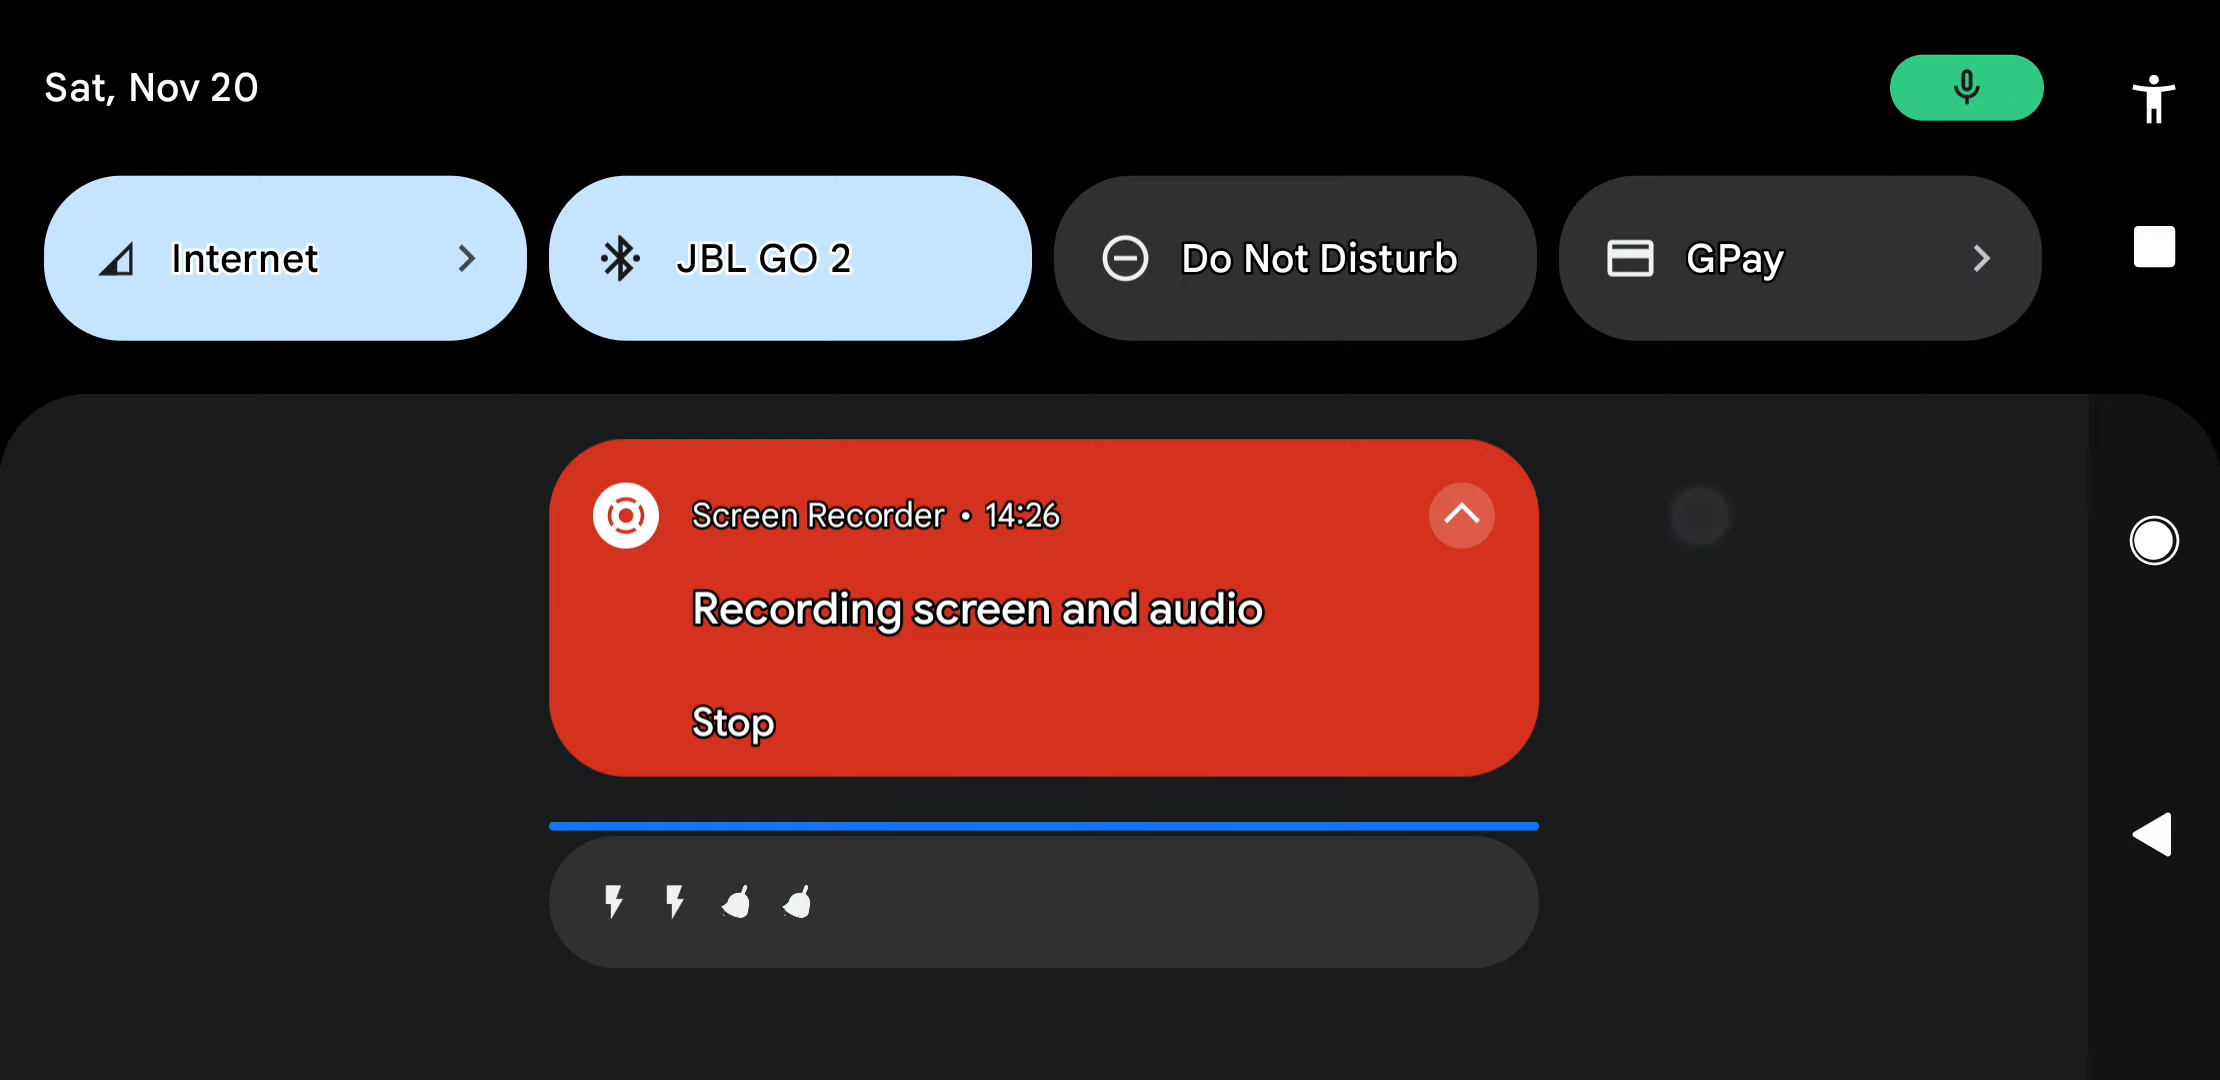 Sat, Nov 20
Internet
JBL GO 2
Do Not Disturb
GPay
Screen Recorder • 14:26
Recording screen and audio
Stop